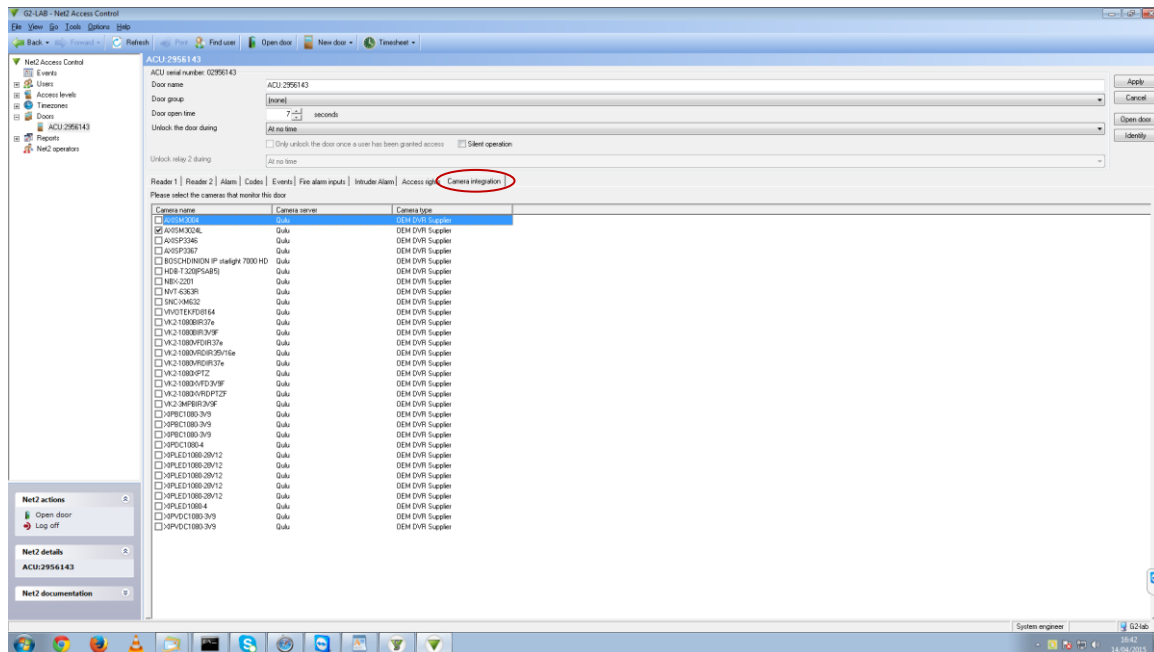 G2-LAB - Net2 Access Control
File View Go Tools Options Help
Back Forward Refresh Print Find user Open door New door Timesheet
Net2 Access Control
Events
Users
Access levels
Timezones
Doors
ACU:2956143
Reports
Net2 operators
ACU:2956143
ACU serial number: 02956143
Door name ACU:2956143
Door group (none)
Door open time 7 seconds
Unlock the door during At no time
Only unlock the door once a user has been granted access Silent operation
Unlock relay 2 during At no time
Apply
Cancel
Open door
Identify
Reader 1 Reader 2 Alarm Codes Events Fire alarm inputs Intruder Alarm Access rights Camera integration
Please select the cameras that monitor this door
Camera name Camera server Camera type
AXISM3004 Qulu OEM DVR Supplier
AXISM3024L Qulu OEM DVR Supplier
AXISP3346 Qulu OEM DVR Supplier
AXISP3367 Qulu OEM DVR Supplier
BOSCHDINION IP starlight 7000 HD Qulu OEM DVR Supplier
HDB-T320(PSAB5) Qulu OEM DVR Supplier
NBX-2201 Qulu OEM DVR Supplier
NVT-6363R Qulu OEM DVR Supplier
SNC-XM632 Qulu OEM DVR Supplier
VIVOTEKFD8164 Qulu OEM DVR Supplier
VK2-1080BIR37e Qulu OEM DVR Supplier
VK2-1080BIR3V9F Qulu OEM DVR Supplier
VK2-1080VFDIR37e Qulu OEM DVR Supplier
VK2-1080VRDIR35V16e Qulu OEM DVR Supplier
VK2-1080VRDIR37e Qulu OEM DVR Supplier
VK2-1080XPTZ Qulu OEM DVR Supplier
VK2-1080XVFD3V9F Qulu OEM DVR Supplier
VK2-1080XVRDPTZF Qulu OEM DVR Supplier
VK2-3MPBIR3V9F Qulu OEM DVR Supplier
XIPBC1080-3V9 Qulu OEM DVR Supplier
XIPBC1080-3V9 Qulu OEM DVR Supplier
XIPBC1080-3V9 Qulu OEM DVR Supplier
XIPDC1080-4 Qulu OEM DVR Supplier
XIPLED1080-28V12 Qulu OEM DVR Supplier
XIPLED1080-28V12 Qulu OEM DVR Supplier
XIPLED1080-28V12 Qulu OEM DVR Supplier
XIPLED1080-28V12 Qulu OEM DVR Supplier
XIPLED1080-28V12 Qulu OEM DVR Supplier
XIPLED1080-4 Qulu OEM DVR Supplier
XIPVDC1080-3V9 Qulu OEM DVR Supplier
XIPVDC1080-3V9 Qulu OEM DVR Supplier
Net2 actions
Open door
Log off
Net2 details
ACU:2956143
Net2 documentation
System engineer G2-lab
16:42
14/04/2015